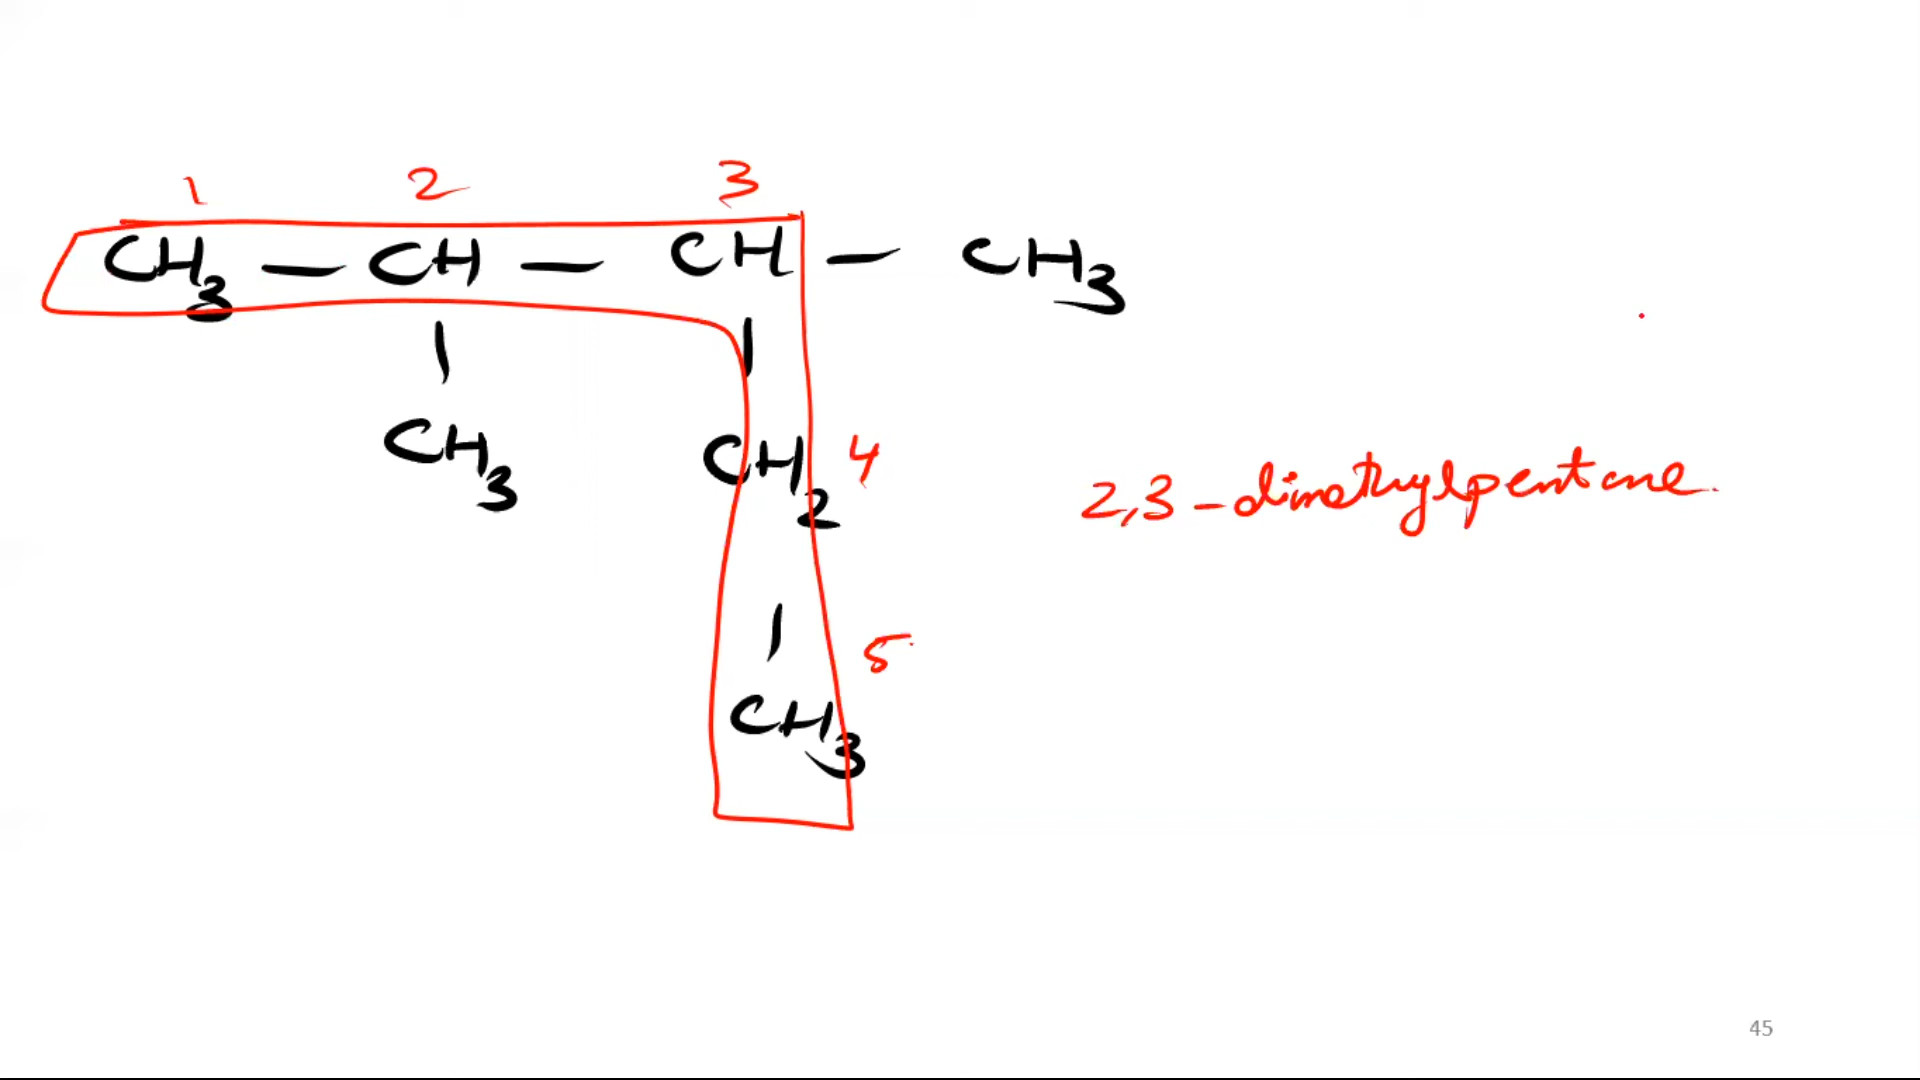 1 2 3
CH3 — CH — CH — CH3
| |
CH3 CH2 4
2,3-dimethylpentane.
|
5
CH3
45